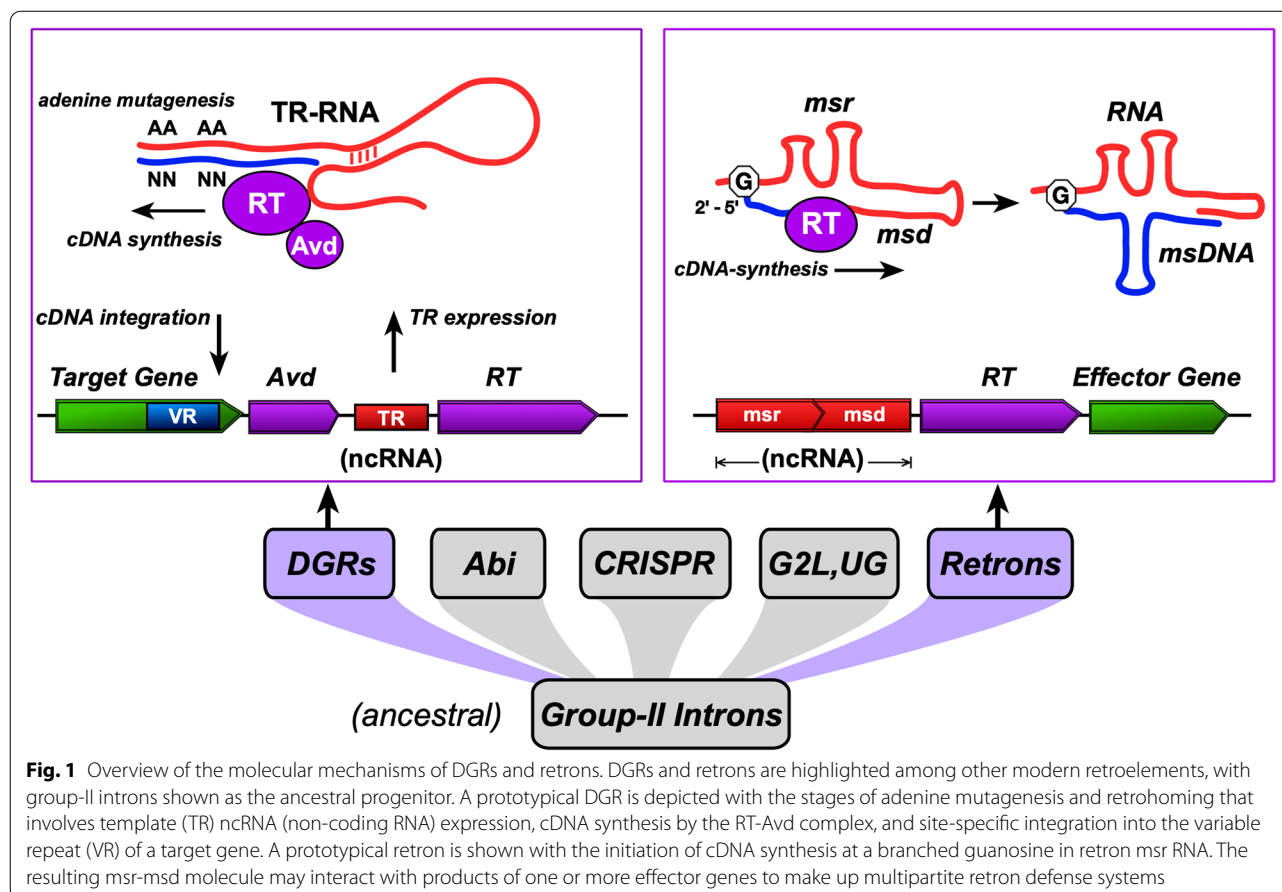 adenine mutagenesis
TR-RNA
AA AA
NN NN
RT
Avd
cDNA synthesis
cDNA integration
TR expression
Target Gene
Avd
RT
VR
TR
(ncRNA)
msr
RNA
G
2' - 5'
RT
msd
G
msDNA
cDNA-synthesis
RT
Effector Gene
msr
msd
(ncRNA)
DGRs
Abi
CRISPR
G2L,UG
Retrons
(ancestral)
Group-II Introns
Fig. 1 Overview of the molecular mechanisms of DGRs and retrons. DGRs and retrons are highlighted among other modern retroelements, with
group-II introns shown as the ancestral progenitor. A prototypical DGR is depicted with the stages of adenine mutagenesis and retrohoming that
involves template (TR) ncRNA (non-coding RNA) expression, cDNA synthesis by the RT-Avd complex, and site-specific integration into the variable
repeat (VR) of a target gene. A prototypical retron is shown with the initiation of cDNA synthesis at a branched guanosine in retron msr RNA. The
resulting msr-msd molecule may interact with products of one or more effector genes to make up multipartite retron defense systems